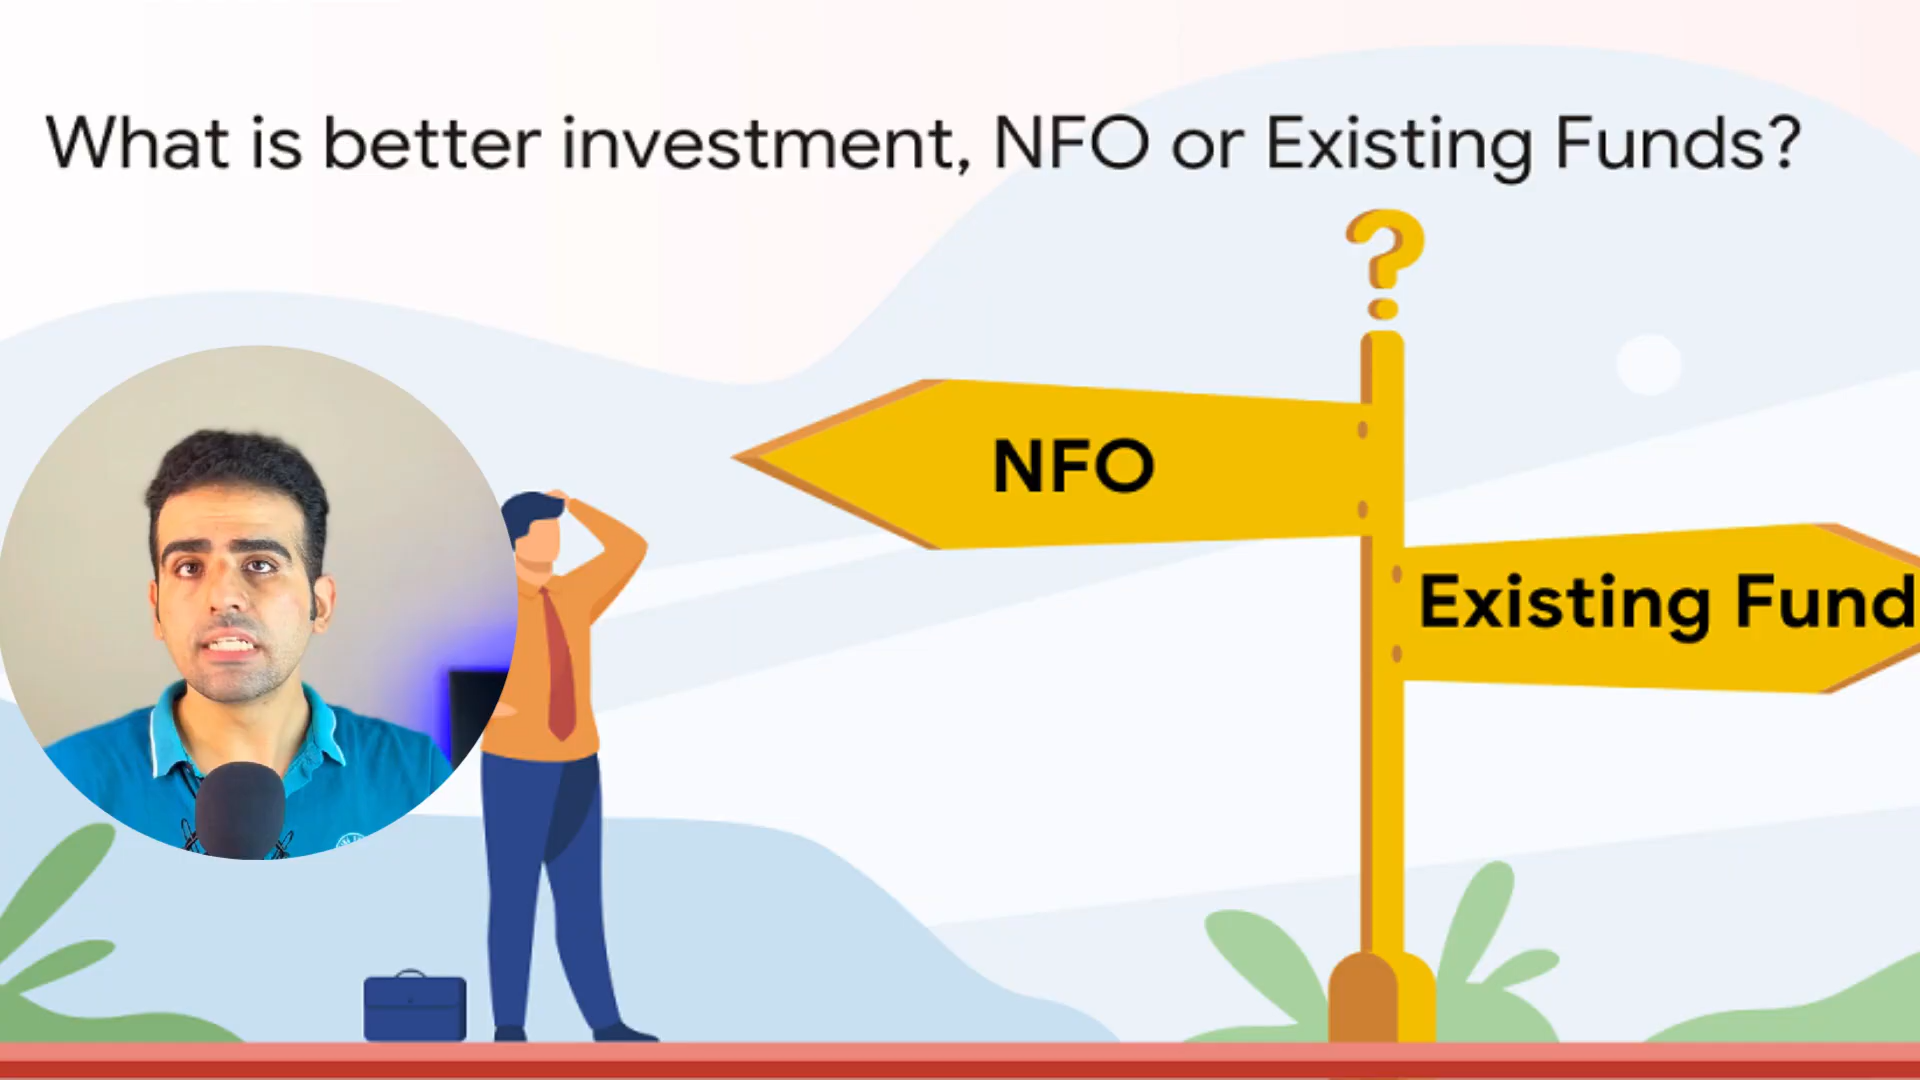 What is better investment, NFO or Existing Funds?
?
NFO
Existing Fund